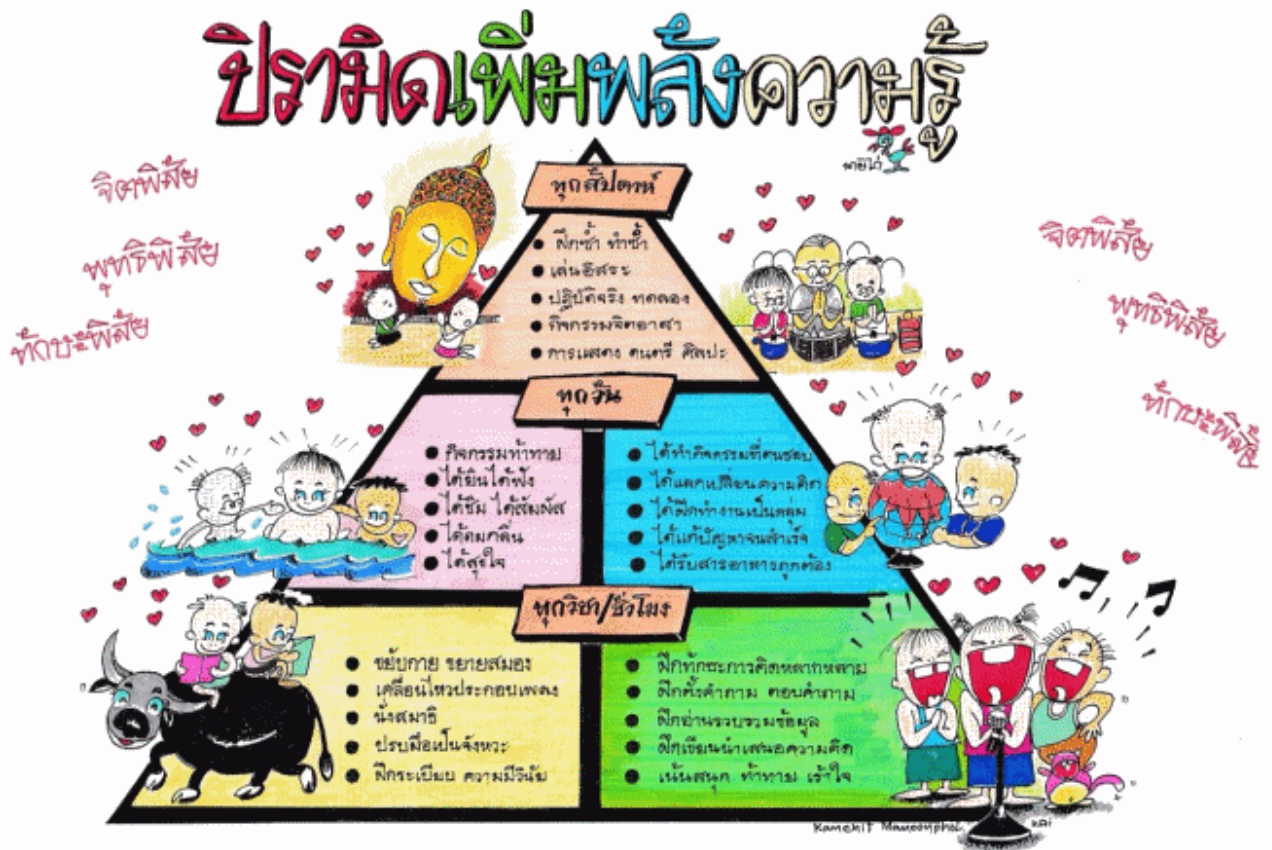 ปิรามิดเพิ่มพลังความรู้
จิตพิสัย
พุทธิพิสัย
ทักษะพิสัย
ทุกสัปดาห์
ฝึกซ้ำ ทำซ้ำ
เล่นอิสระ
ปฏิบัติจริง ทดลอง
กิจกรรมจิตอาสา
การแสดง ดนตรี ศิลปะ
จิตพิสัย
พุทธิพิสัย
ทักษะพิสัย
ทุกวัน
กิจกรรมท้าทาย
ได้ยินได้ฟัง
ได้ชิม ได้สัมผัส
ได้ดมกลิ่น
ได้สุขใจ
ได้ทำกิจกรรมที่ตนชอบ
ได้แลกเปลี่ยนความคิด
ได้ฝึกทำงานเป็นกลุ่ม
ได้แก้ปัญหาจนสำเร็จ
ได้รับสารอาหารถูกต้อง
ทุกวิชา/ชั่วโมง
ขยับกาย ขยายสมอง
เคลื่อนไหวประกอบเพลง
นั่งสมาธิ
ปรบมือเป็นจังหวะ
ฝึกระเบียบ ความมีวินัย
ฝึกทักษะการคิดหลากหลาย
ฝึกตั้งคำถาม ตอบคำถาม
ฝึกอ่านรวบรวมข้อมูล
ฝึกเขียนนำเสนอความคิด
เน้นสนุก ท้าทาย เร้าใจ